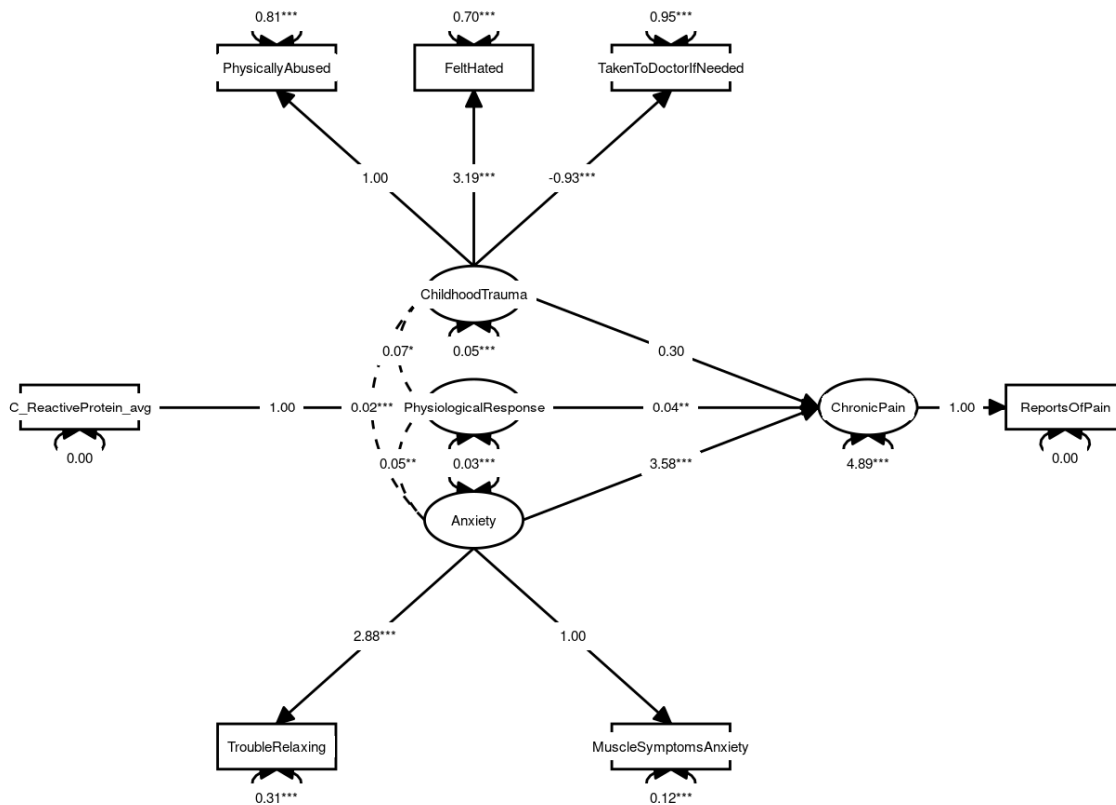 0.81***
0.70***
0.95***
PhysicallyAbused
FeltHated
TakenToDoctorIfNeeded
1.00
3.19***
-0.93***
ChildhoodTrauma
0.07*
0.05***
0.30
C_ReactiveProtein_avg
1.00
0.02***
PhysiologicalResponse
0.04**
ChronicPain
1.00
ReportsOfPain
0.00
0.05**
0.03***
3.58***
4.89***
0.00
Anxiety
2.88***
1.00
TroubleRelaxing
MuscleSymptomsAnxiety
0.31***
0.12***